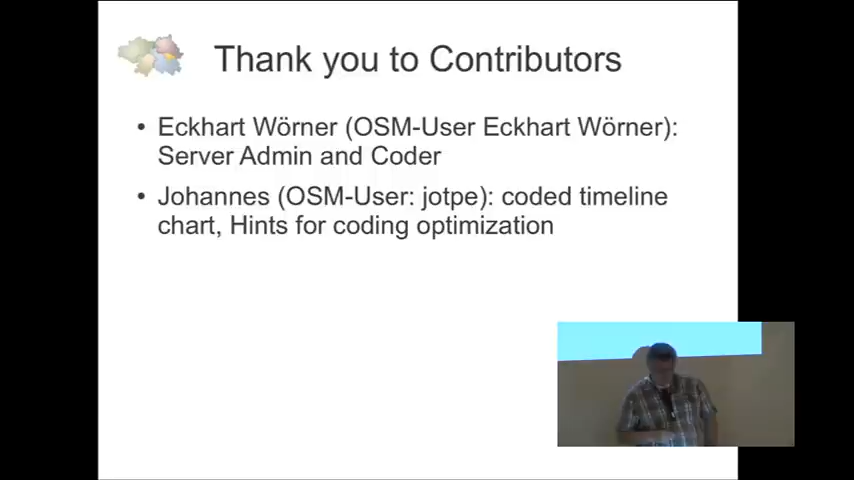 Thank you to Contributors
• Eckhart Wörner (OSM-User Eckhart Wörner):
Server Admin and Coder
• Johannes (OSM-User: jotpe): coded timeline
chart, Hints for coding optimization